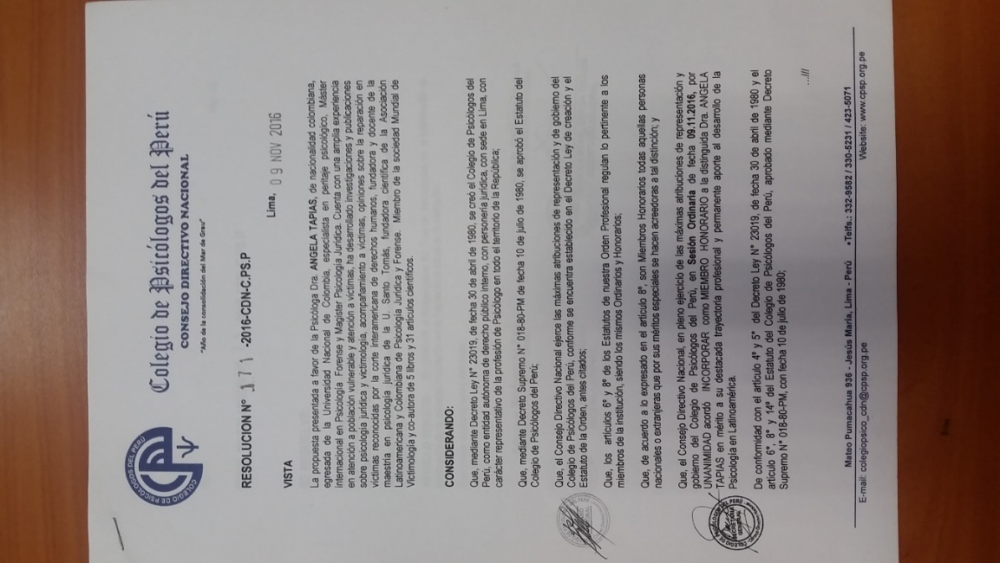 COLEGIO DE PSICÓLOGOS DEL PERÚ
Colegio de Psicólogos del Perú
CONSEJO DIRECTIVO NACIONAL
"Año de la consolidación del Mar de Grau"
Lima, 09 NOV 2016
RESOLUCION N° 171 -2016-CDN-C.PS.P
VISTA
La propuesta presentada a favor de la Psicóloga Dra. ANGELA TAPIAS, de nacionalidad colombiana,
egresada de la Universidad Nacional de Colombia, especialista en peritaje psicológico, Máster
internacional en Psicología Forense y Magíster Psicología Jurídica. Cuenta con una amplia experiencia
en atención a población vulnerable y atención a víctimas, ha desarrollado investigaciones y publicaciones
sobre psicología jurídica y victimología, acompañamiento a víctimas, opiniones sobre la reparación en
víctimas reconocidas por la corte interamericana de derechos humanos, fundadora y docente de la
maestría en psicología jurídica de la U. Santo Tomás, fundadora científica de la Asociación
Latinoamericana y Colombiana de Psicología Jurídica y Forense. Miembro de la sociedad Mundial de
Victimología y co-autora de 5 libros y 31 artículos científicos.
CONSIDERANDO:
Que, mediante Decreto Ley N° 23019, de fecha 30 de abril de 1980, se creó el Colegio de Psicólogos del
Perú, como entidad autónoma de derecho público interno, con personería jurídica, con sede en Lima, con
carácter representativo de la profesión de Psicólogo en todo el territorio de la República;
Que, mediante Decreto Supremo N° 018-80-PM de fecha 10 de julio de 1980, se aprobó el Estatuto del
Colegio de Psicólogos del Perú;
Que, el Consejo Directivo Nacional ejerce las máximas atribuciones de representación y de gobierno del
Colegio de Psicólogos del Perú, conforme se encuentra establecido en el Decreto Ley de creación y el
Estatuto de la Orden, antes citados;
Que, los artículos 6° y 8° de los Estatutos de nuestra Orden Profesional regulan lo pertinente a los
miembros de la institución, siendo los mismos Ordinarios y Honorarios;
Que, de acuerdo a lo expresado en el artículo 8°, son Miembros Honorarios todas aquellas personas
nacionales o extranjeras que por sus méritos especiales se hacen acreedoras a tal distinción; y
Que, el Consejo Directivo Nacional, en pleno ejercicio de las máximas atribuciones de representación y
gobierno del Colegio de Psicólogos del Perú, en Sesión Ordinaria de fecha 09.11.2016, por
UNANIMIDAD acordó INCORPORAR como MIEMBRO HONORARIO a la distinguida Dra. ANGELA
TAPIAS en mérito a su destacada trayectoria profesional y permanente aporte al desarrollo de la
Psicología en Latinoamérica.
De conformidad con el artículo 4° y 5° del Decreto Ley N° 23019, de fecha 30 de abril de 1980 y el
artículo 6°, 8° y 14° del Estatuto del Colegio de Psicólogos del Perú, aprobado mediante Decreto
Supremo N° 018-80-PM, con fecha 10 de julio de 1980;
...///
SECRETARIA GENERAL
Mateo Pumacahua 936 - Jesús María, Lima - Perú •Telfs.: 332-9582 / 330-5231 / 423-5071
E-mail: colegiopsico_cdn@cpsp.org.pe Website: www.cpsp.org.pe